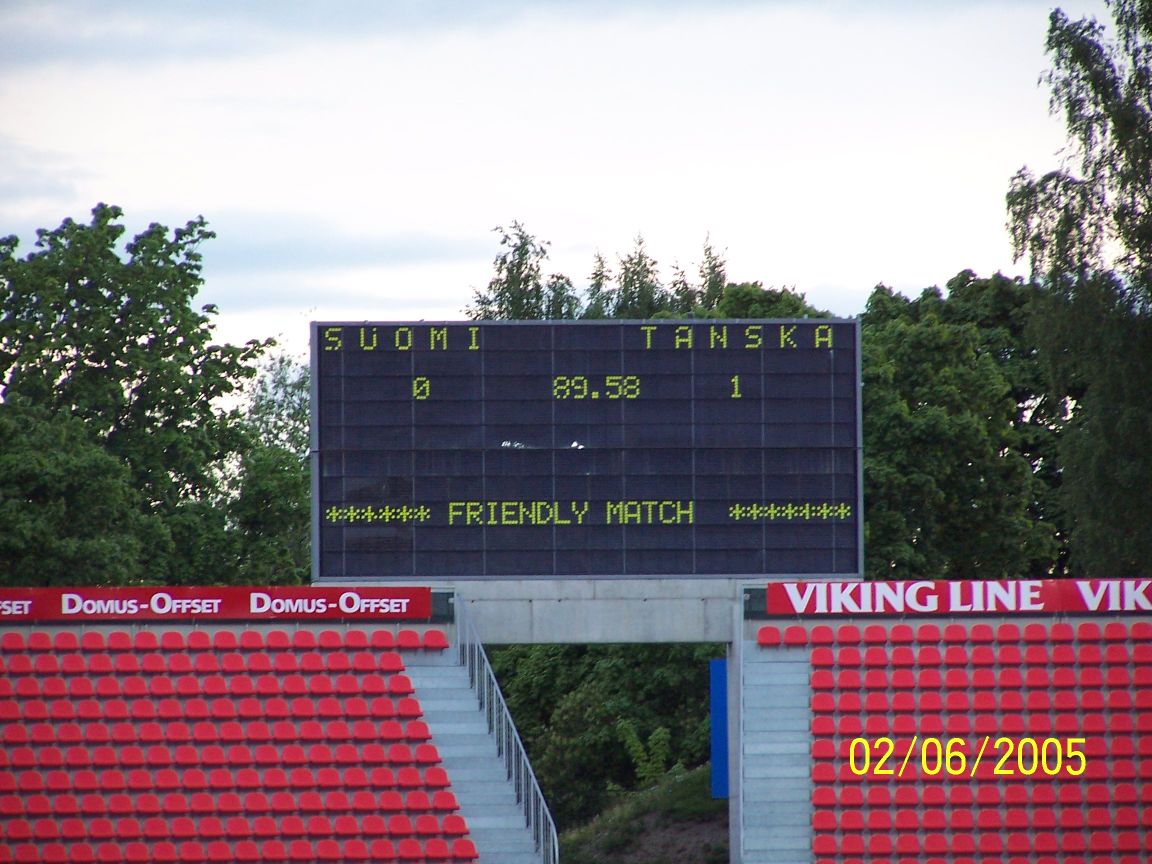 SUOMI TANSKA
0 89.58 1
****** FRIENDLY MATCH *******
DOMUS-OFFSET DOMUS-OFFSET
VIKING LINE
02/06/2005